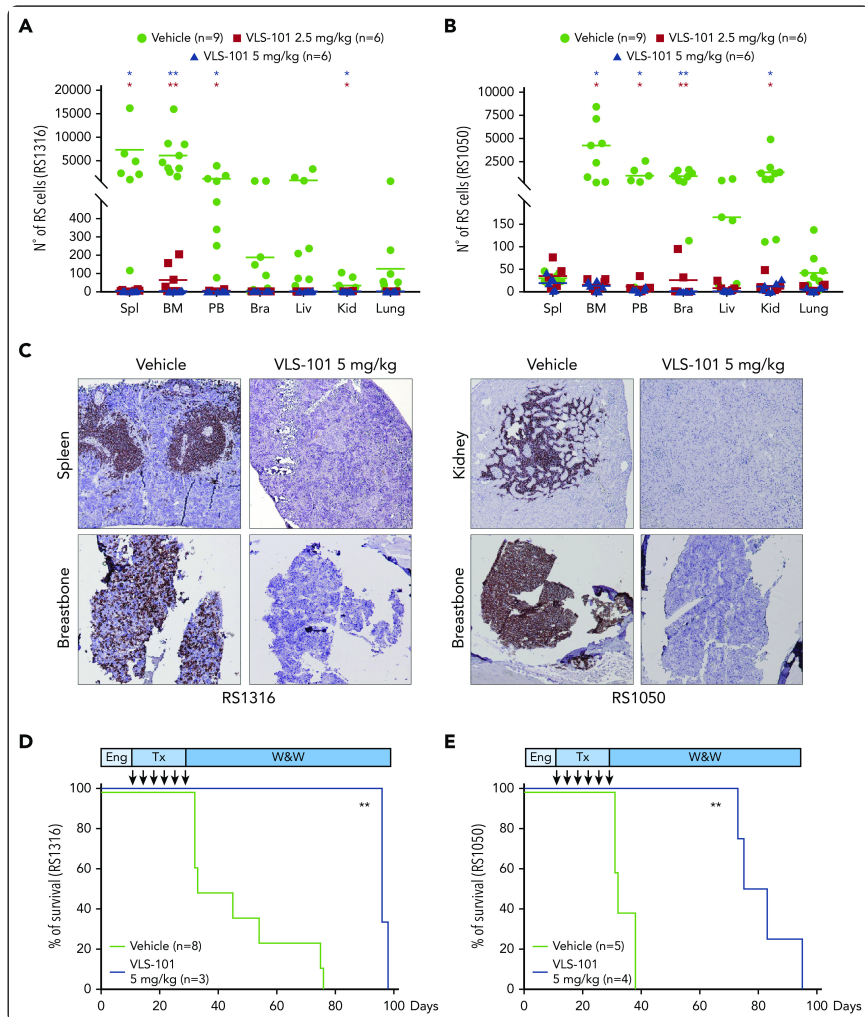 A
Vehicle (n=9) VLS-101 2.5 mg/kg (n=6)
VLS-101 5 mg/kg (n=6)
* ** * *
* ** * *
N° of RS cells (RS1316)
20000
15000
10000
5000
400
300
200
100
0
Spl BM PB Bra Liv Kid Lung
B
Vehicle (n=9) VLS-101 2.5 mg/kg (n=6)
VLS-101 5 mg/kg (n=6)
* * ** *
* * ** *
N° of RS cells (RS1050)
10000
7500
5000
2500
150
100
50
0
Spl BM PB Bra Liv Kid Lung
C
Vehicle VLS-101 5 mg/kg
Spleen
Breastbone
RS1316
Vehicle VLS-101 5 mg/kg
Kidney
Breastbone
RS1050
D
Eng Tx W&W
% of survival (RS1316)
100
80
60
40
20
0
**
Vehicle (n=8)
VLS-101
5 mg/kg (n=3)
0 20 40 60 80 100 Days
E
Eng Tx W&W
% of survival (RS1050)
100
80
60
40
20
0
**
Vehicle (n=5)
VLS-101
5 mg/kg (n=4)
0 20 40 60 80 100 Days